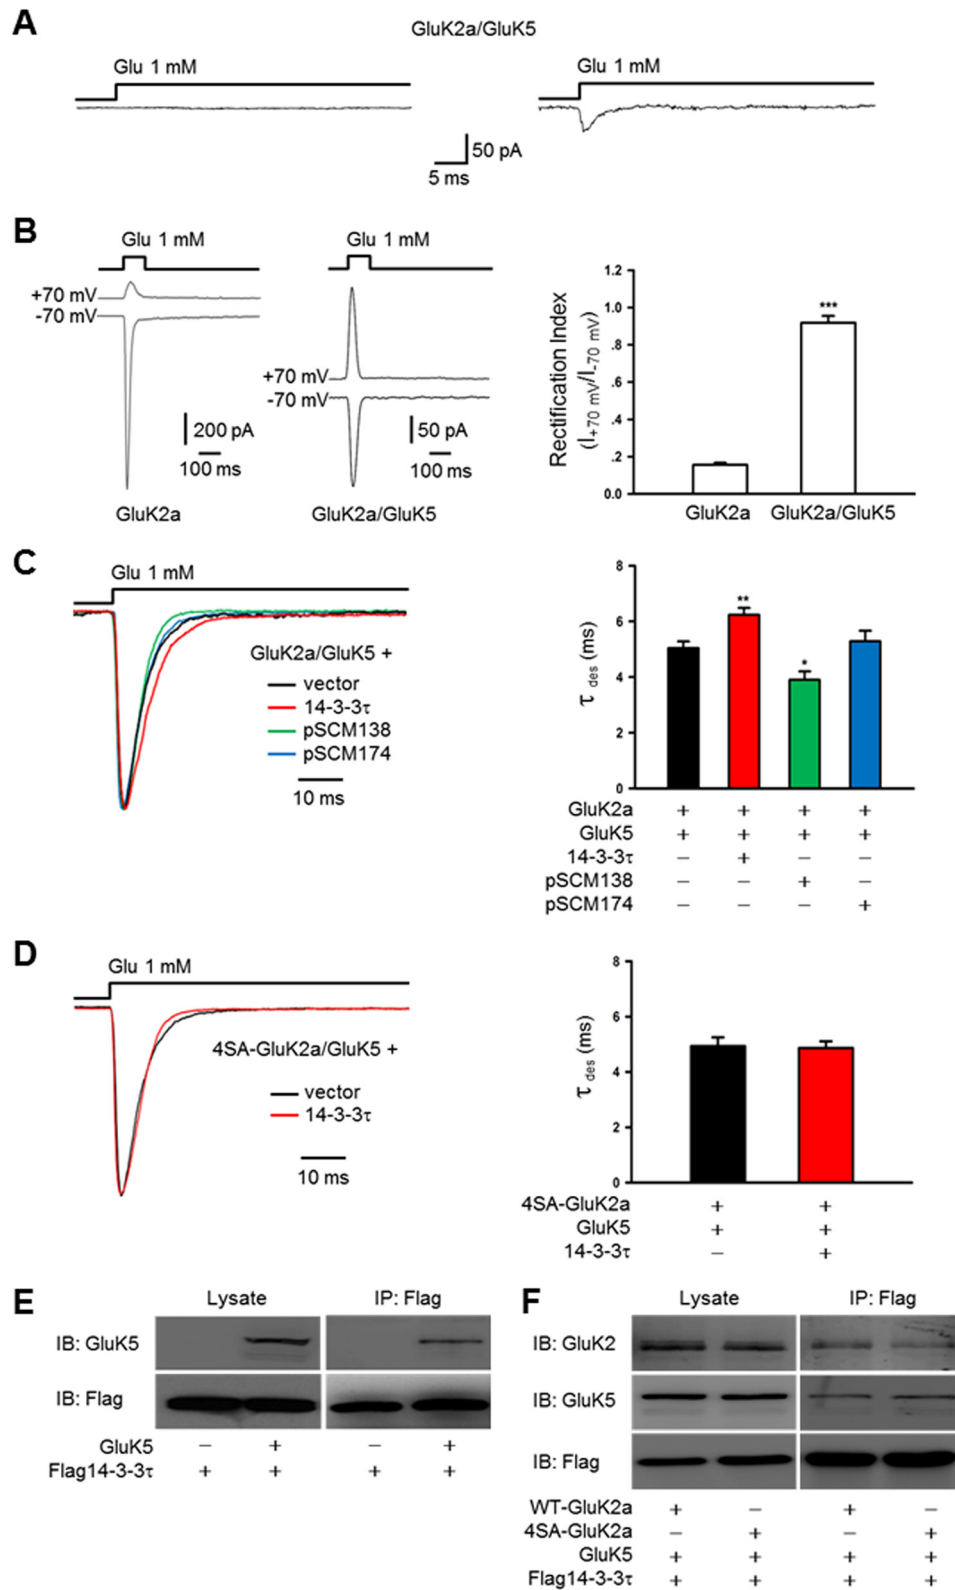 A
GluK2a/GluK5
Glu 1 mM
Glu 1 mM
50 pA
5 ms
B
Glu 1 mM
Glu 1 mM
+70 mV
-70 mV
+70 mV
-70 mV
200 pA
100 ms
50 pA
100 ms
GluK2a
GluK2a/GluK5
Rectification Index
(I+70 mV/I-70 mV)
1.2
1.0
.8
.6
.4
.2
0.0
***
GluK2a
GluK2a/GluK5
C
Glu 1 mM
GluK2a/GluK5 +
vector
14-3-3τ
pSCM138
pSCM174
10 ms
τ des (ms)
8
6
4
2
0
**
*
GluK2a + + + +
GluK5 + + + +
14-3-3τ − + − −
pSCM138 − − + −
pSCM174 − − − +
D
Glu 1 mM
4SA-GluK2a/GluK5 +
vector
14-3-3τ
10 ms
τ des (ms)
8
6
4
2
0
4SA-GluK2a + +
GluK5 + +
14-3-3τ − +
E
Lysate
IP: Flag
IB: GluK5
IB: Flag
GluK5 − + − +
Flag14-3-3τ + + + +
F
Lysate
IP: Flag
IB: GluK2
IB: GluK5
IB: Flag
WT-GluK2a + − + −
4SA-GluK2a − + − +
GluK5 + + + +
Flag14-3-3τ + + + +